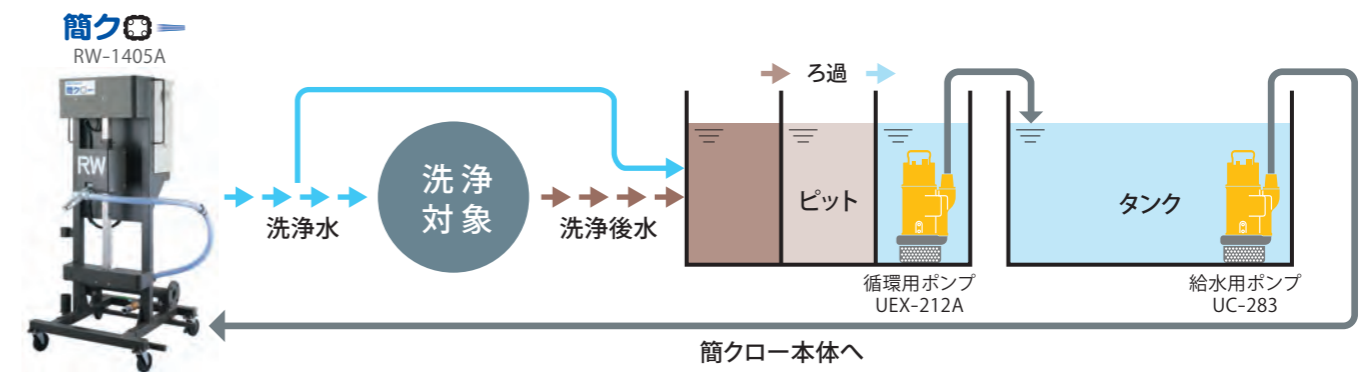 簡クロ
RW-1405A
簡クロー
RW
洗浄水
洗浄
対象
洗浄後水
ろ過
ピット
循環用ポンプ
UEX-212A
タンク
給水用ポンプ
UC-283
簡クロー本体へ